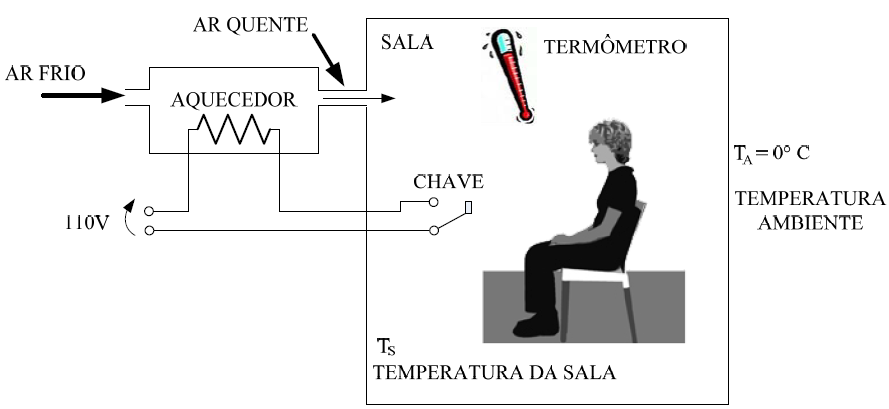 AR QUENTE
SALA
TERMÔMETRO
AR FRIO
AQUECEDOR
T_A = 0° C
CHAVE
TEMPERATURA
AMBIENTE
110V
T_S
TEMPERATURA DA SALA